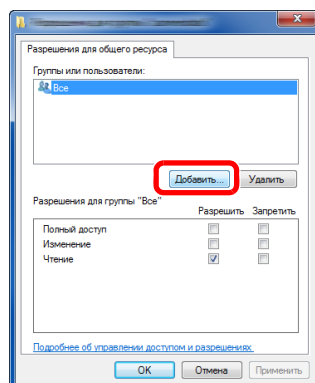 Разрешения для общего ресурса
Группы или пользователи:
Все
Добавить... Удалить
Разрешения для группы "Все"
Разрешить Запретить
Полный доступ
Изменение
Чтение
Подробнее об управлении доступом и разрешениях
ОК Отмена Применить